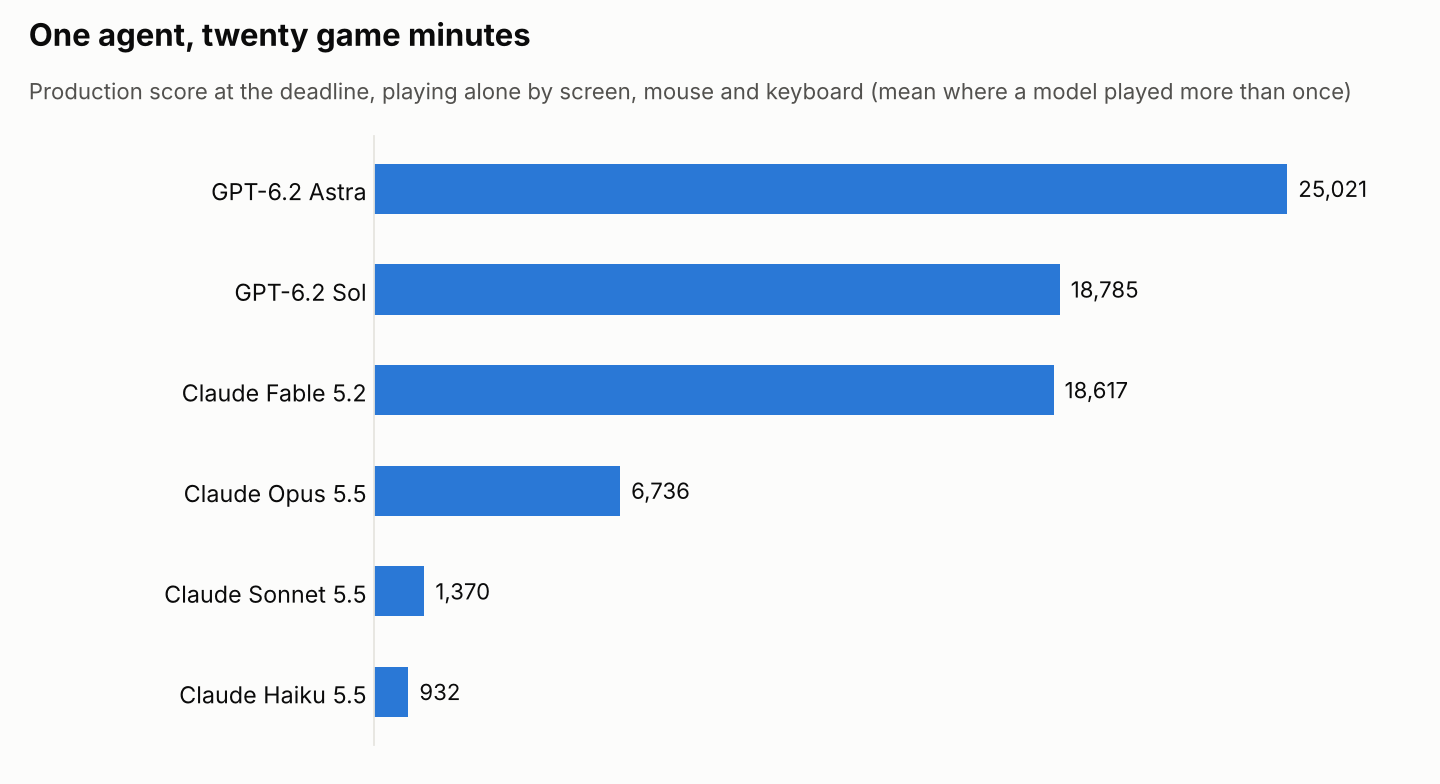 One agent, twenty game minutes
Production score at the deadline, playing alone by screen, mouse and keyboard (mean where a model played more than once)
GPT-6.2 Astra 25,021
GPT-6.2 Sol 18,785
Claude Fable 5.2 18,617
Claude Opus 5.5 6,736
Claude Sonnet 5.5 1,370
Claude Haiku 5.5 932